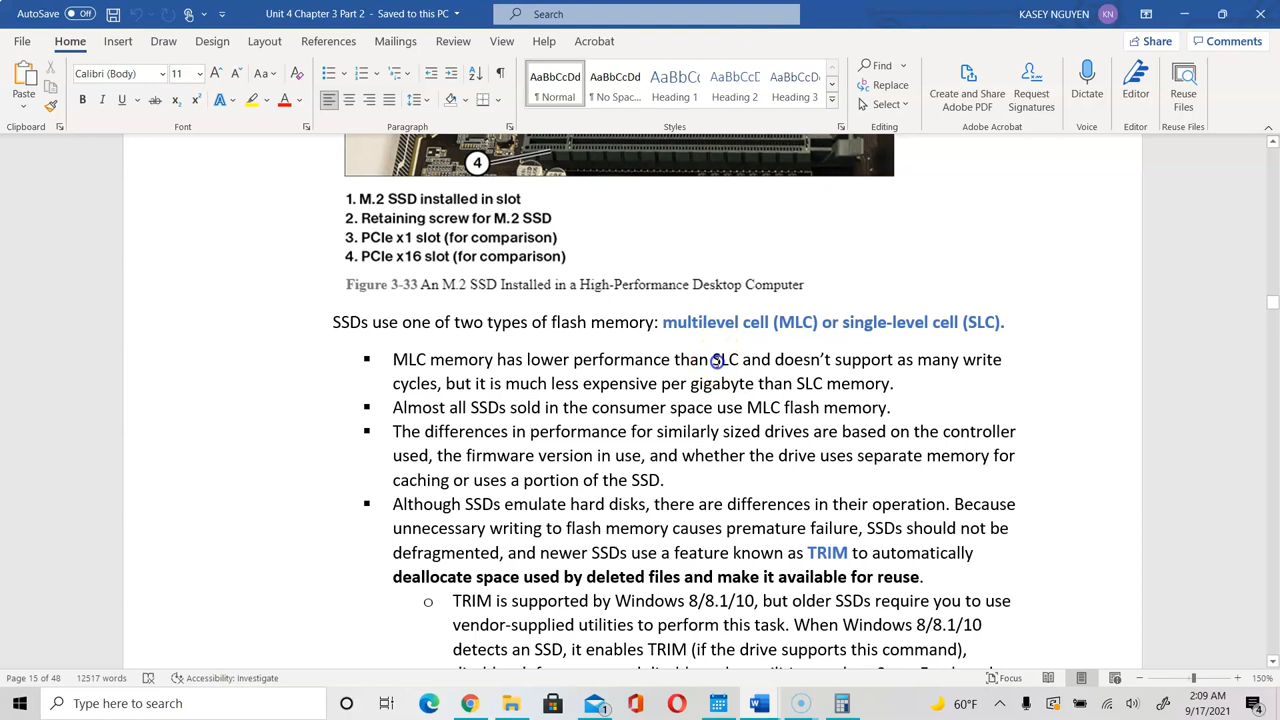 AutoSave Off Search KASEY NGUYEN KN
File Home Insert Draw Design Layout References Mailings Review View Help Acrobat Share Comments
Paste Calibri (Body) 11 AaBbCcDd AaBbCcDd AaBbC AaBbCcE AaBbCcD Find Replace Select
¶ Normal ¶ No Spac... Heading 1 Heading 2 Heading 3 Create and Share Adobe PDF Request Signatures Dictate Editor Reuse Files
Clipboard Font Paragraph Styles Editing Adobe Acrobat Voice Editor Reuse Files
4
1. M.2 SSD installed in slot
2. Retaining screw for M.2 SSD
3. PCIe x1 slot (for comparison)
4. PCIe x16 slot (for comparison)
Figure 3-33 An M.2 SSD Installed in a High-Performance Desktop Computer
SSDs use one of two types of flash memory: multilevel cell (MLC) or single-level cell (SLC).
▪ MLC memory has lower performance than SLC and doesn't support as many write
cycles, but it is much less expensive per gigabyte than SLC memory.
▪ Almost all SSDs sold in the consumer space use MLC flash memory.
▪ The differences in performance for similarly sized drives are based on the controller
used, the firmware version in use, and whether the drive uses separate memory for
caching or uses a portion of the SSD.
▪ Although SSDs emulate hard disks, there are differences in their operation. Because
unnecessary writing to flash memory causes premature failure, SSDs should not be
defragmented, and newer SSDs use a feature known as TRIM to automatically
deallocate space used by deleted files and make it available for reuse.
o TRIM is supported by Windows 8/8.1/10, but older SSDs require you to use
vendor-supplied utilities to perform this task. When Windows 8/8.1/10
detects an SSD, it enables TRIM (if the drive supports this command),
Page 15 of 48 12517 words Accessibility: Investigate Focus 150%
Type here to search 60°F 2:09 AM
9/17/2021